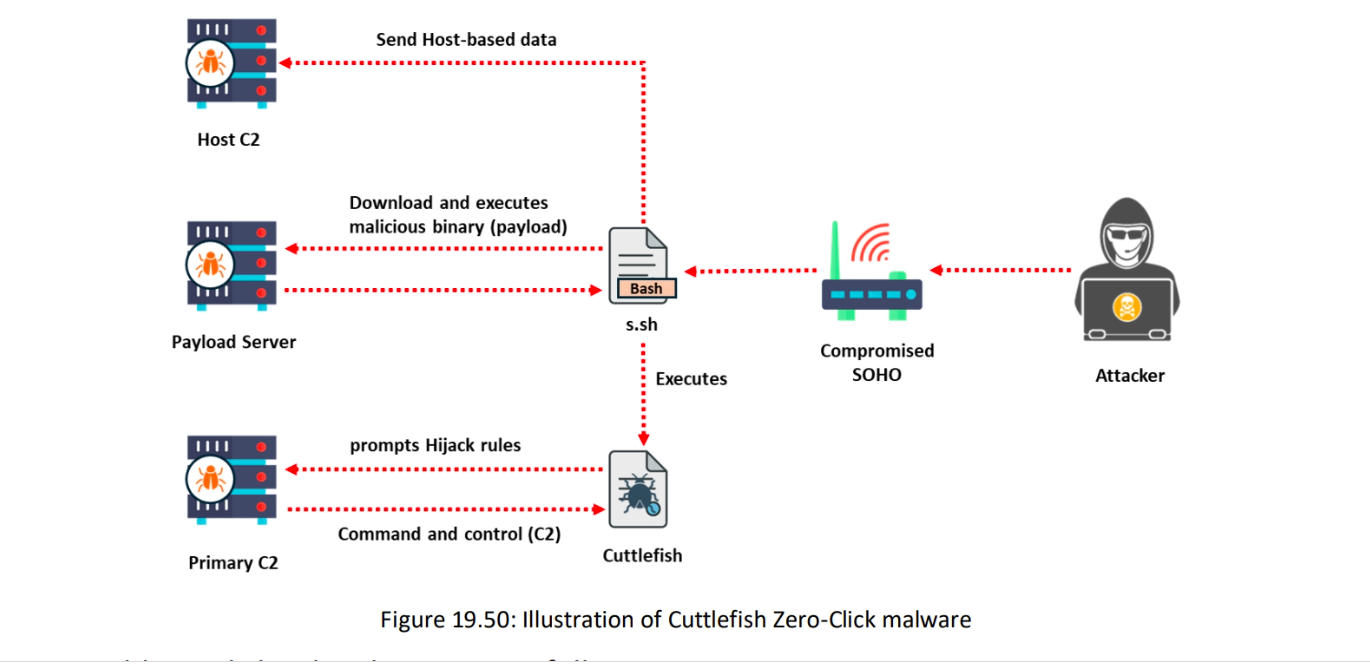 Send Host-based data
Host C2
Download and executes
malicious binary (payload)
Bash
s.sh
Payload Server
Compromised
SOHO
Attacker
Executes
prompts Hijack rules
Command and control (C2)
Primary C2
Cuttlefish
Figure 19.50: Illustration of Cuttlefish Zero-Click malware